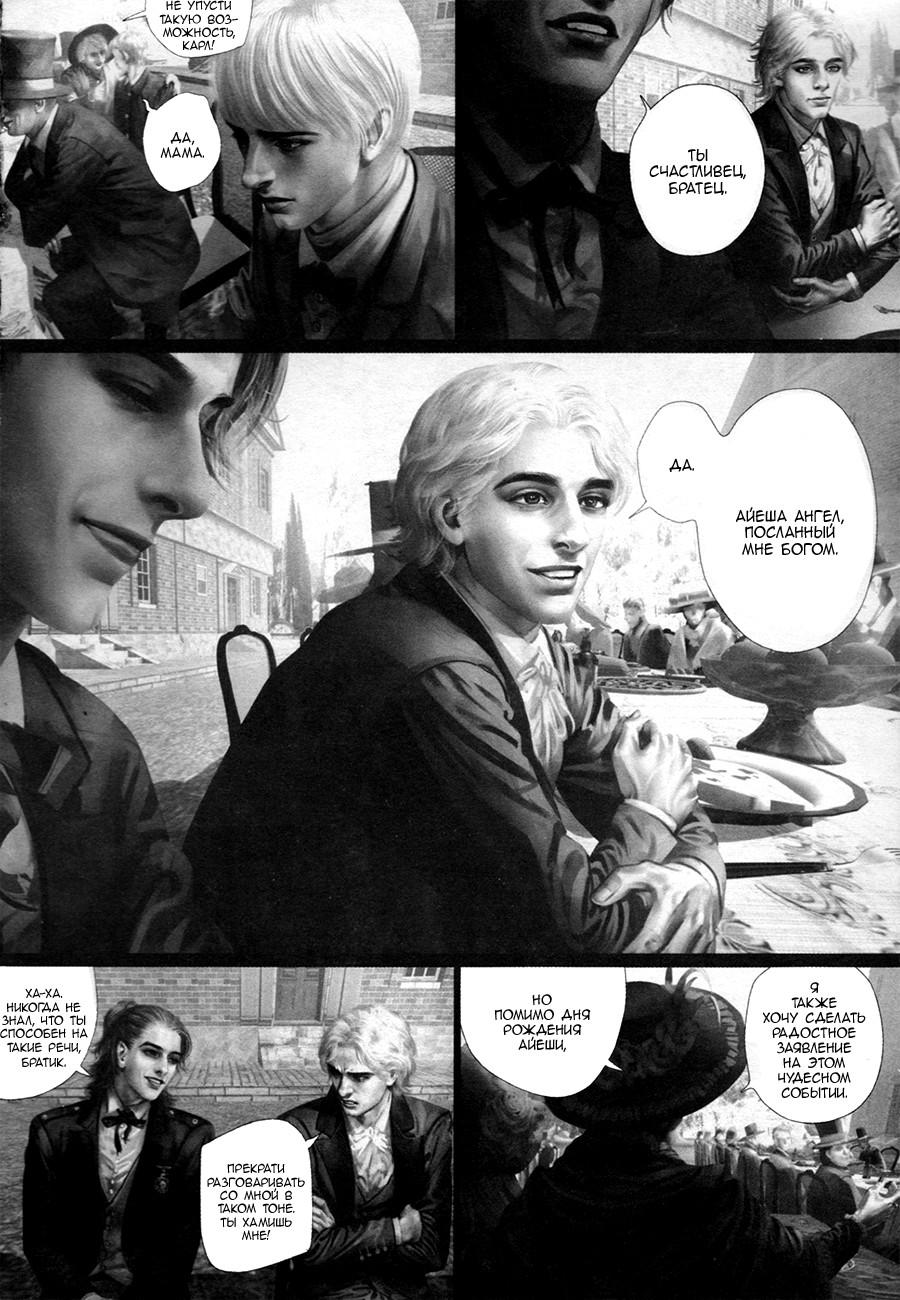 НЕ УПУСТИ
ТАКУЮ ВОЗ-
МОЖНОСТЬ,
КАРЛ!
ДА,
МАМА.
ТЫ
СЧАСТЛИВЕЦ,
БРАТЕЦ.
ДА.
АЙЕША АНГЕЛ,
ПОСЛАННЫЙ
МНЕ БОГОМ.
ХА-ХА.
НИКОГДА НЕ
ЗНАЛ, ЧТО ТЫ
СПОСОБЕН НА
ТАКИЕ РЕЧИ,
БРАТИК.
ПРЕКРАТИ
РАЗГОВАРИВАТЬ
СО МНОЙ В
ТАКОМ ТОНЕ.
ТЫ ХАМИШЬ
МНЕ!
НО
ПОМИМО ДНЯ
РОЖДЕНИЯ
АЙЕШИ,
Я
ТАКЖЕ
ХОЧУ СДЕЛАТЬ
РАДОСТНОЕ
ЗАЯВЛЕНИЕ
НА ЭТОМ
ЧУДЕСНОМ
СОБЫТИИ.